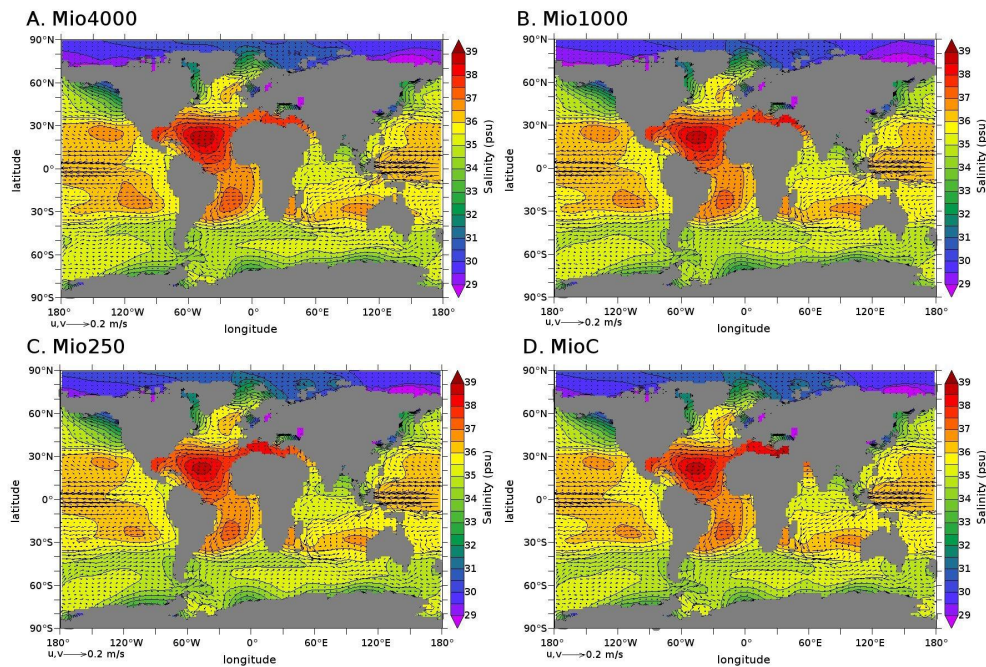 A. Mio4000
90°N
60°N
30°N
0°
30°S
60°S
90°S
latitude
180°
120°W
60°W
0°
60°E
120°E
180°
longitude
u,v 0.2 m/s
39
38
37
36
35
34
33
32
31
30
29
Salinity (psu)
B. Mio1000
90°N
60°N
30°N
0°
30°S
60°S
90°S
latitude
180°
120°W
60°W
0°
60°E
120°E
180°
longitude
u,v 0.2 m/s
39
38
37
36
35
34
33
32
31
30
29
Salinity (psu)
C. Mio250
90°N
60°N
30°N
0°
30°S
60°S
90°S
latitude
180°
120°W
60°W
0°
60°E
120°E
180°
longitude
u,v 0.2 m/s
39
38
37
36
35
34
33
32
31
30
29
Salinity (psu)
D. MioC
90°N
60°N
30°N
0°
30°S
60°S
90°S
latitude
180°
120°W
60°W
0°
60°E
120°E
180°
longitude
u,v 0.2 m/s
39
38
37
36
35
34
33
32
31
30
29
Salinity (psu)